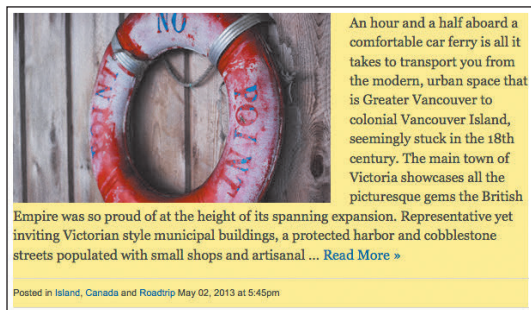 NO
POINT
POINT
An hour and a half aboard a
comfortable car ferry is all it
takes to transport you from
the modern, urban space that
is Greater Vancouver to
colonial Vancouver Island,
seemingly stuck in the 18th
century. The main town of
Victoria showcases all the
picturesque gems the British
Empire was so proud of at the height of its spanning expansion. Representative yet
inviting Victorian style municipal buildings, a protected harbor and cobblestone
streets populated with small shops and artisanal ... Read More »
Posted in Island, Canada and Roadtrip May 02, 2013 at 5:45pm